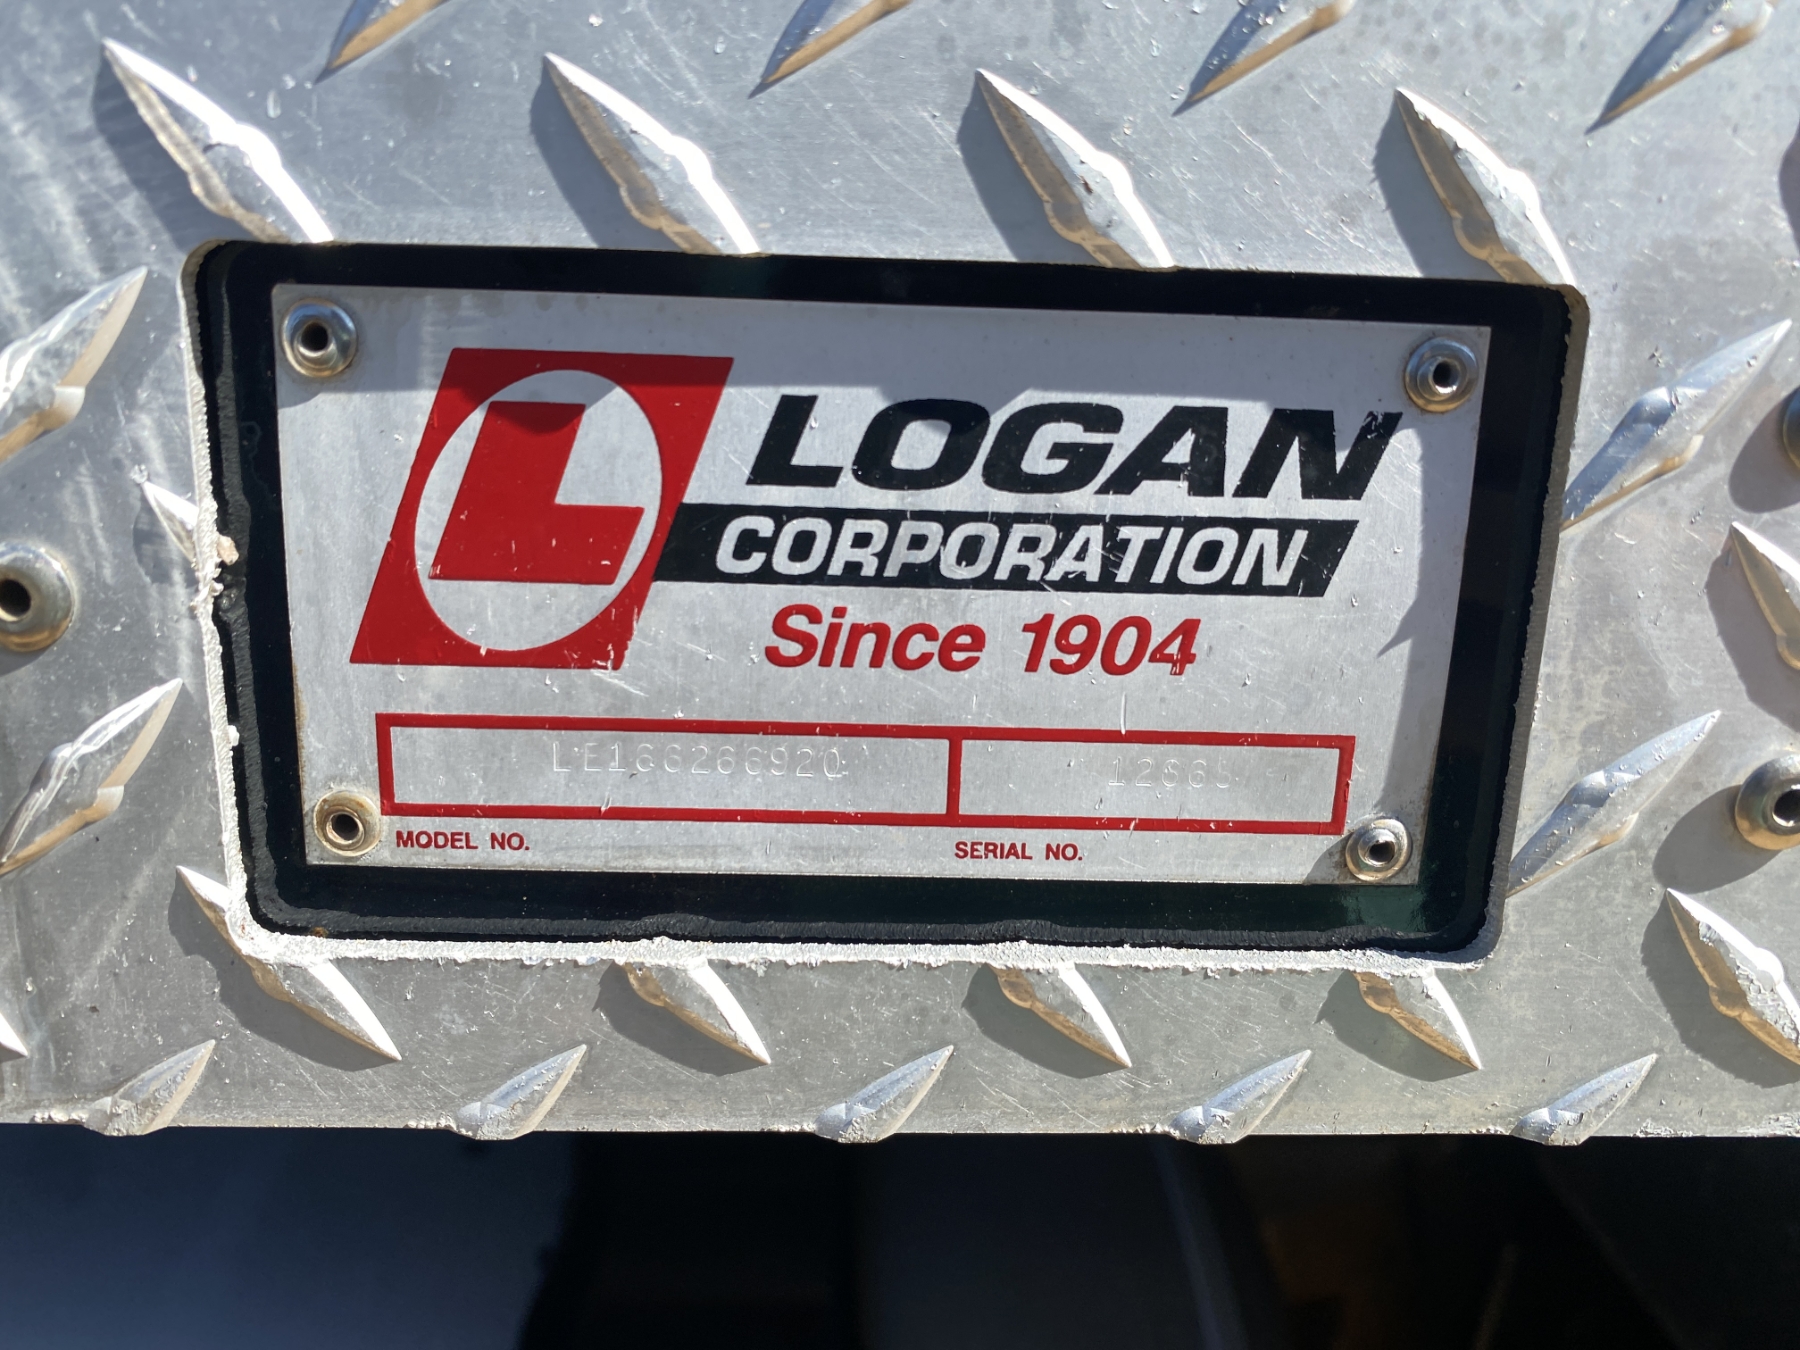 L
LOGAN
CORPORATION
Since 1904
LE166266920
MODEL NO. SERIAL NO.